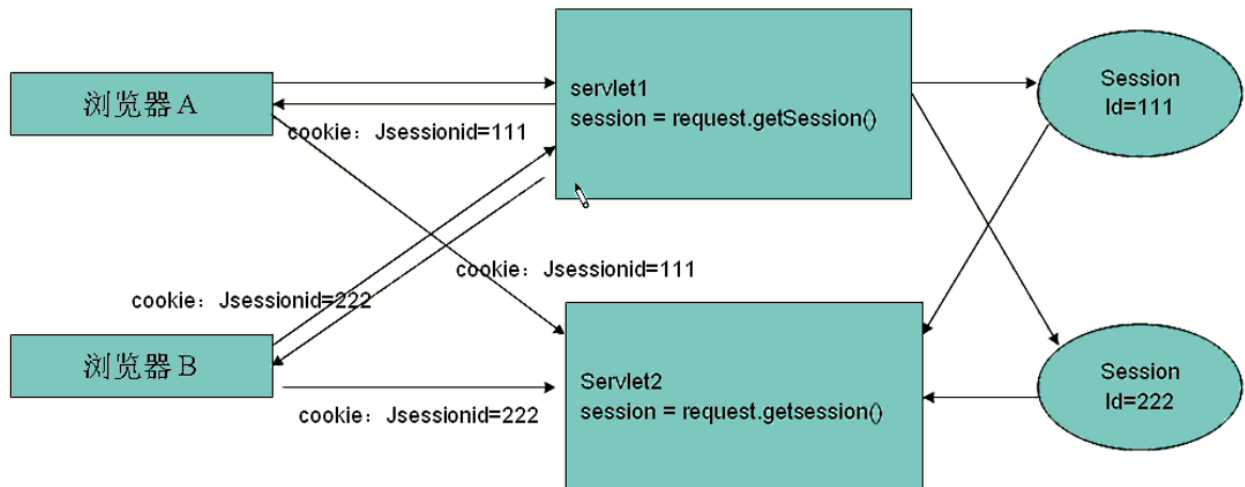 浏览器A
servlet1
session = request.getSession()
Session
Id=111
cookie：Jsessionid=111
cookie：Jsessionid=111
cookie：Jsessionid=222
浏览器B
Servlet2
session = request.getsession()
Session
Id=222
cookie：Jsessionid=222